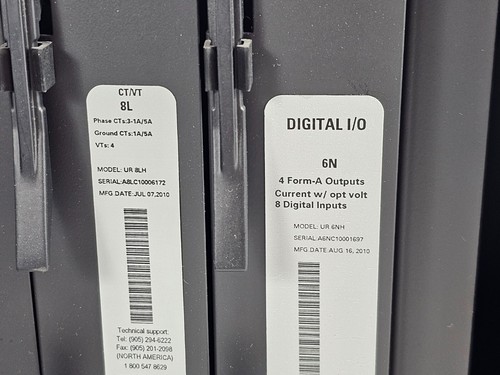 CT/VT
8L
Phase CTs:3-1A/5A
Ground CTs:1A/5A
VTs: 4
MODEL: UR 8LH
SERIAL:A8LC10006172
MFG.DATE:JUL 07,2010
Technical support:
Tel: (905) 294-6222
Fax: (905) 201-2098
(NORTH AMERICA)
1 800 547 8629
DIGITAL I/O
6N
4 Form-A Outputs
Current w/ opt volt
8 Digital Inputs
MODEL: UR 6NH
SERIAL:A6NC10001697
MFG.DATE:AUG 16, 2010